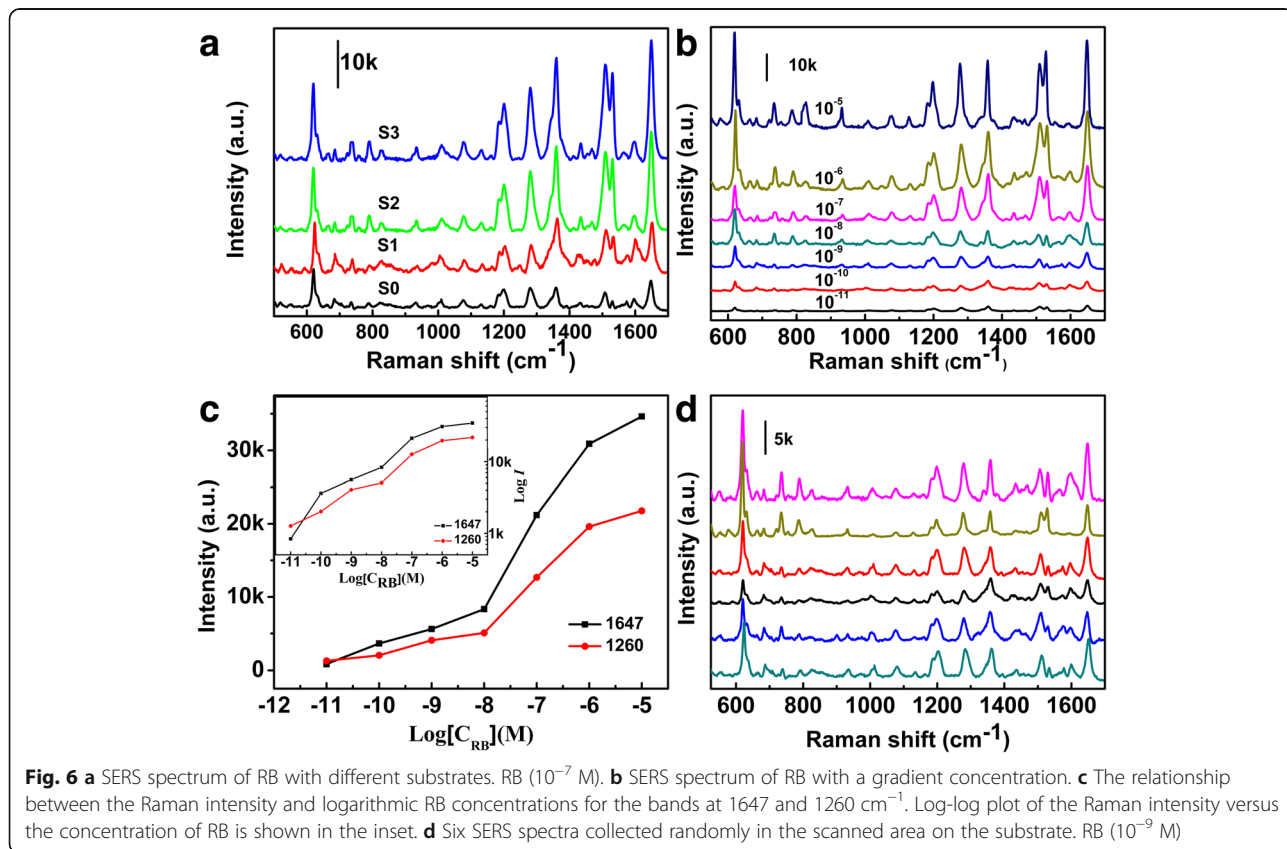 a
10k
S3
S2
S1
S0
Intensity (a.u.)
600 800 1000 1200 1400 1600
Raman shift (cm⁻¹)
b
10k
10⁻⁵
10⁻⁶
10⁻⁷
10⁻⁸
10⁻⁹
10⁻¹⁰
10⁻¹¹
Intensity (a.u.)
600 800 1000 1200 1400 1600
Raman shift (cm⁻¹)
c
30k
20k
10k
0
Intensity (a.u.)
-12 -11 -10 -9 -8 -7 -6 -5
Log[C_RB](M)
1647
1260
10k
1k
Log I
1647
1260
-11 -10 -9 -8 -7 -6 -5
Log[C_RB](M)
d
5k
Intensity (a.u.)
600 800 1000 1200 1400 1600
Raman shift (cm⁻¹)
Fig. 6 a SERS spectrum of RB with different substrates. RB (10⁻⁷ M). b SERS spectrum of RB with a gradient concentration. c The relationship
between the Raman intensity and logarithmic RB concentrations for the bands at 1647 and 1260 cm⁻¹. Log-log plot of the Raman intensity versus
the concentration of RB is shown in the inset. d Six SERS spectra collected randomly in the scanned area on the substrate. RB (10⁻⁹ M)